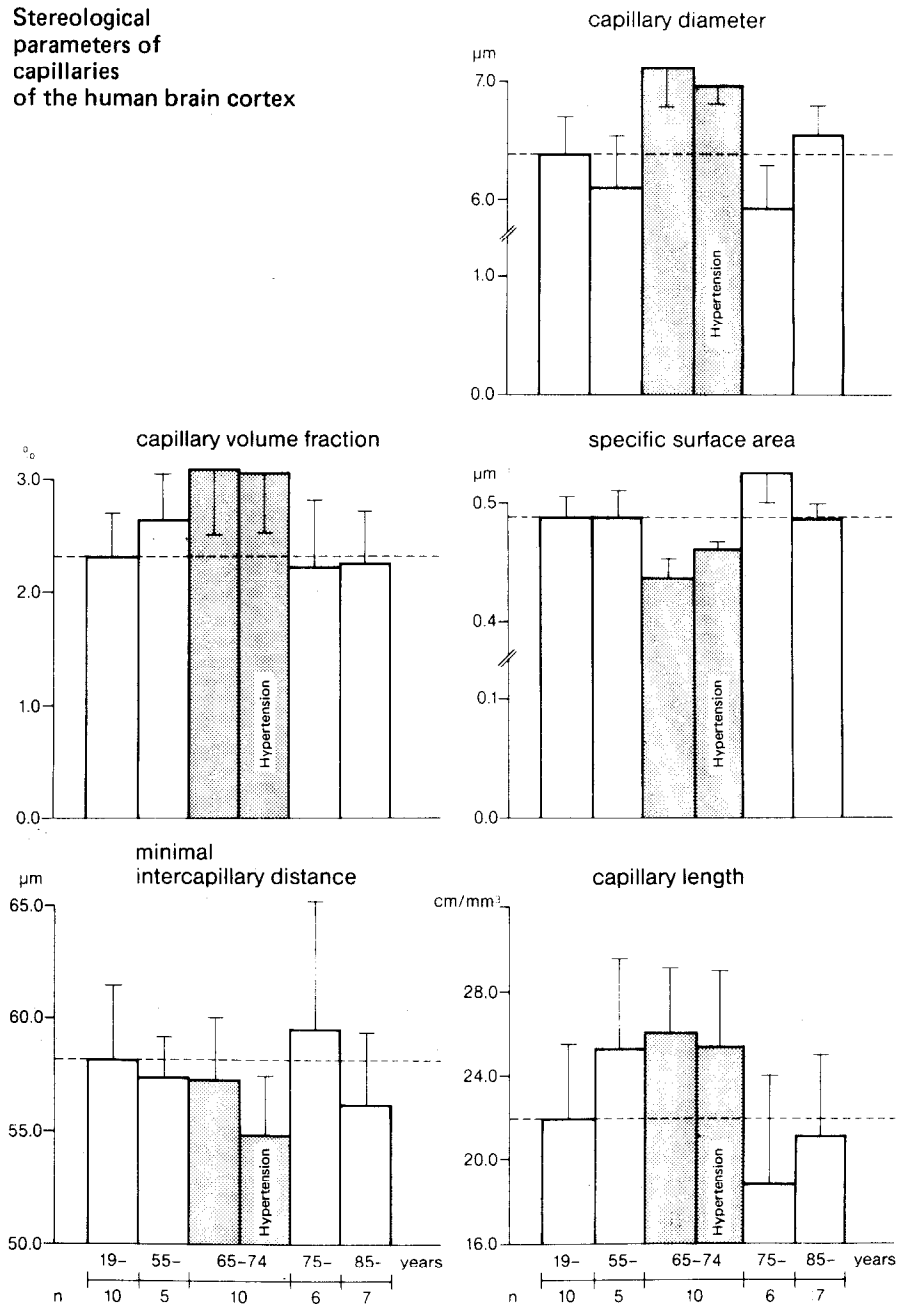 Stereological
parameters of
capillaries
of the human brain cortex
capillary diameter
µm
7.0
6.0
1.0
0.0
Hypertension
capillary volume fraction
%
3.0
2.0
1.0
0.0
Hypertension
specific surface area
µm
0.5
0.4
0.1
0.0
Hypertension
minimal
intercapillary distance
µm
65.0
60.0
55.0
50.0
Hypertension
19- 55- 65-74 75- 85- years
n 10 5 10 6 7
capillary length
cm/mm³
28.0
24.0
20.0
16.0
Hypertension
19- 55- 65-74 75- 85- years
n 10 5 10 6 7